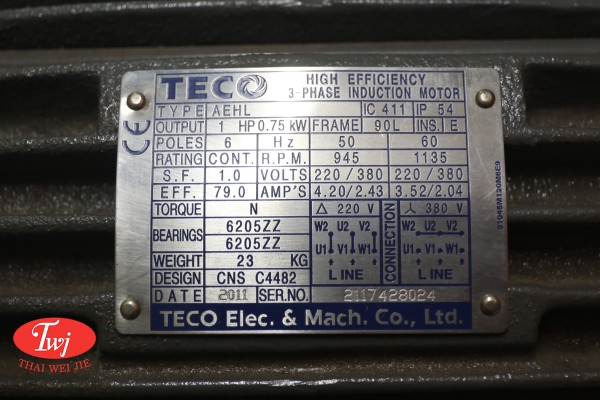 TECO
HIGH EFFICIENCY
3-PHASE INDUCTION MOTOR
TYPE AEHL IC 411 IP 54
OUTPUT 1 HP 0.75 kW FRAME 90L INS. E
POLES 6 Hz 50 60
RATING CONT. R.P.M. 945 1135
S.F. 1.0 VOLTS 220/380 220/380
EFF. 79.0 AMP'S 4.20/2.43 3.52/2.04
TORQUE N △ 220 V 人 380 V
BEARINGS 6205ZZ
6205ZZ
W2 U2 V2 W2 U2 V2
U1 V1 W1 U1 V1 W1
LINE CONNECTION LINE
WEIGHT 23 KG
DESIGN CNS C4482
DATE 2011 SER.NO. 2117428024
TECO Elec. & Mach. Co., Ltd.
CE
Twj
THAI WEI JIE